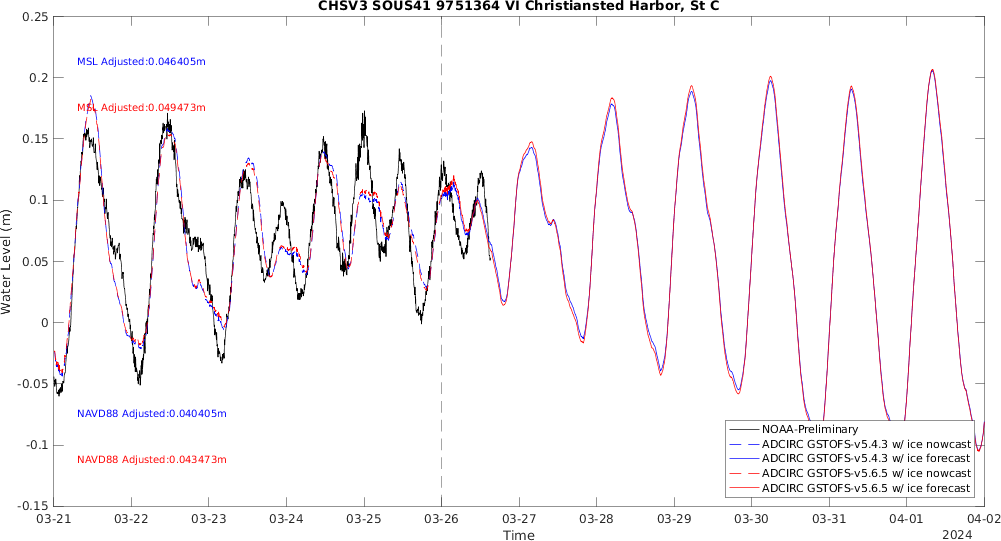 CHSV3 SOUS41 9751364 VI Christiansted Harbor, St C
0.25
0.2
0.15
0.1
0.05
0
-0.05
-0.1
-0.15
Water Level (m)
MSL Adjusted:0.046405m
MSL Adjusted:0.049473m
NAVD88 Adjusted:0.040405m
NAVD88 Adjusted:0.043473m
NOAA-Preliminary
ADCIRC GSTOFS-v5.4.3 w/ ice nowcast
ADCIRC GSTOFS-v5.4.3 w/ ice forecast
ADCIRC GSTOFS-v5.6.5 w/ ice nowcast
ADCIRC GSTOFS-v5.6.5 w/ ice forecast
03-21 03-22 03-23 03-24 03-25 03-26 03-27 03-28 03-29 03-30 03-31 04-01 04-02
Time
2024